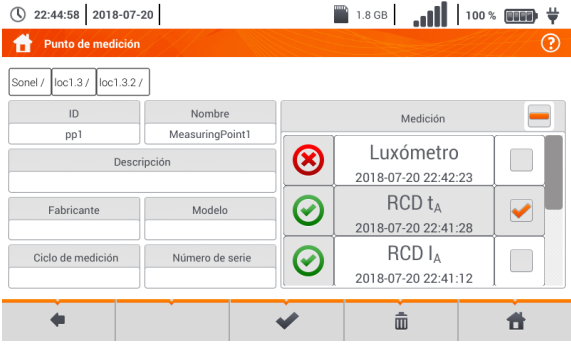 22:44:58 2018-07-20 1.8 GB 100 %
Punto de medición
Sonel / loc1.3 / loc1.3.2 /
ID Nombre
pp1 MeasuringPoint1
Descripción
Fabricante Modelo
Ciclo de medición Número de serie
Medición
Luxómetro
2018-07-20 22:42:23
RCD tA
2018-07-20 22:41:28
RCD IA
2018-07-20 22:41:12